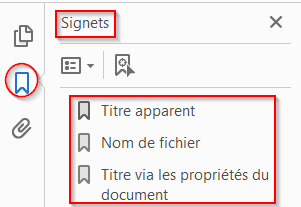 Signets
Titre apparent
Nom de fichier
Titre via les propriétés du
document